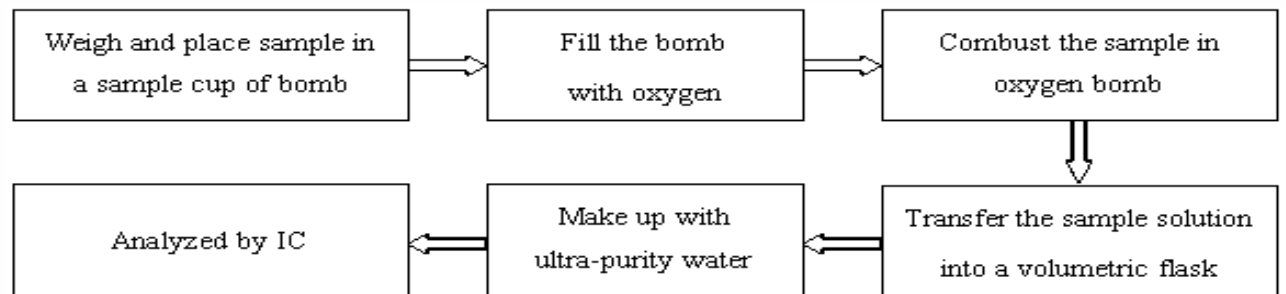 Weigh and place sample in
a sample cup of bomb
Fill the bomb
with oxygen
Combust the sample in
oxygen bomb
Transfer the sample solution
into a volumetric flask
Make up with
ultra-purity water
Analyzed by IC